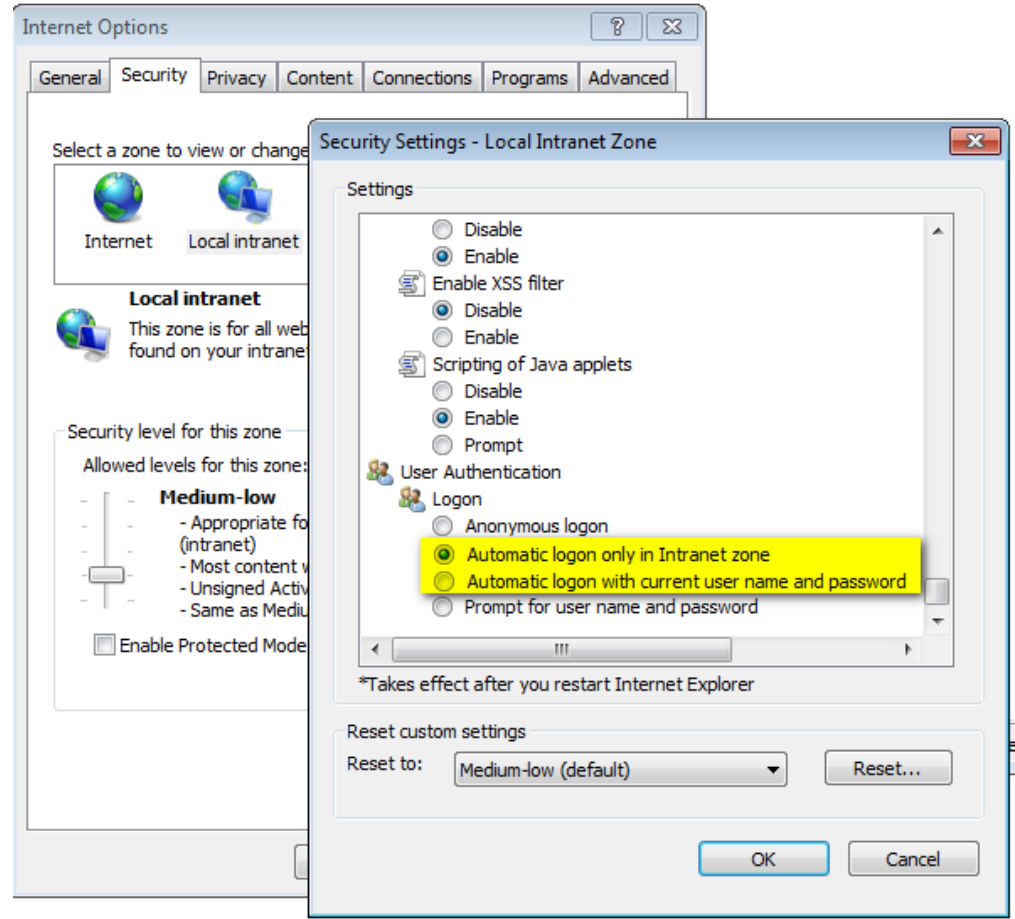 Internet Options
General Security Privacy Content Connections Programs Advanced
Select a zone to view or change
Internet Local intranet
Local intranet
This zone is for all web
found on your intranet
Security level for this zone
Allowed levels for this zone:
Medium-low
- Appropriate fo
(intranet)
- Most content w
- Unsigned Activ
- Same as Mediu
Enable Protected Mode
Security Settings - Local Intranet Zone
Settings
Disable
Enable
Enable XSS filter
Disable
Enable
Scripting of Java applets
Disable
Enable
Prompt
User Authentication
Logon
Anonymous logon
Automatic logon only in Intranet zone
Automatic logon with current user name and password
Prompt for user name and password
*Takes effect after you restart Internet Explorer
Reset custom settings
Reset to: Medium-low (default) Reset...
OK Cancel